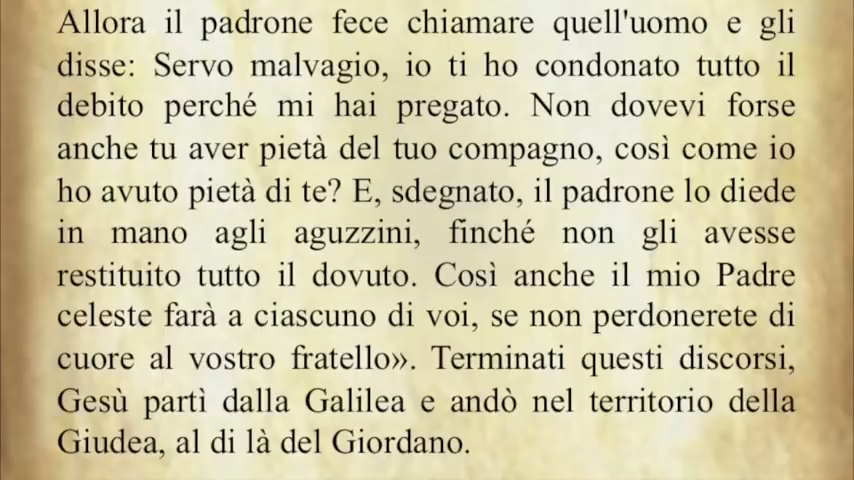 Allora il padrone fece chiamare quell'uomo e gli
disse: Servo malvagio, io ti ho condonato tutto il
debito perché mi hai pregato. Non dovevi forse
anche tu aver pietà del tuo compagno, così come io
ho avuto pietà di te? E, sdegnato, il padrone lo diede
in mano agli aguzzini, finché non gli avesse
restituito tutto il dovuto. Così anche il mio Padre
celeste farà a ciascuno di voi, se non perdonerete di
cuore al vostro fratello». Terminati questi discorsi,
Gesù partì dalla Galilea e andò nel territorio della
Giudea, al di là del Giordano.